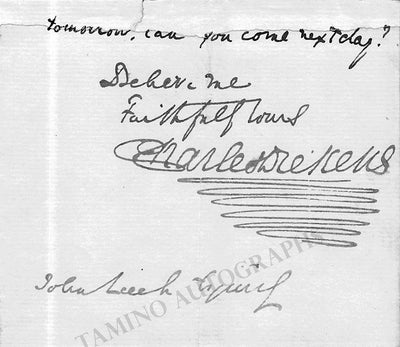 tomorrow. can you come next day?
Believe me
Faithfully Yours
Charles Dickens
John Leech Esquire
TAMINO AUTOGRAPHS